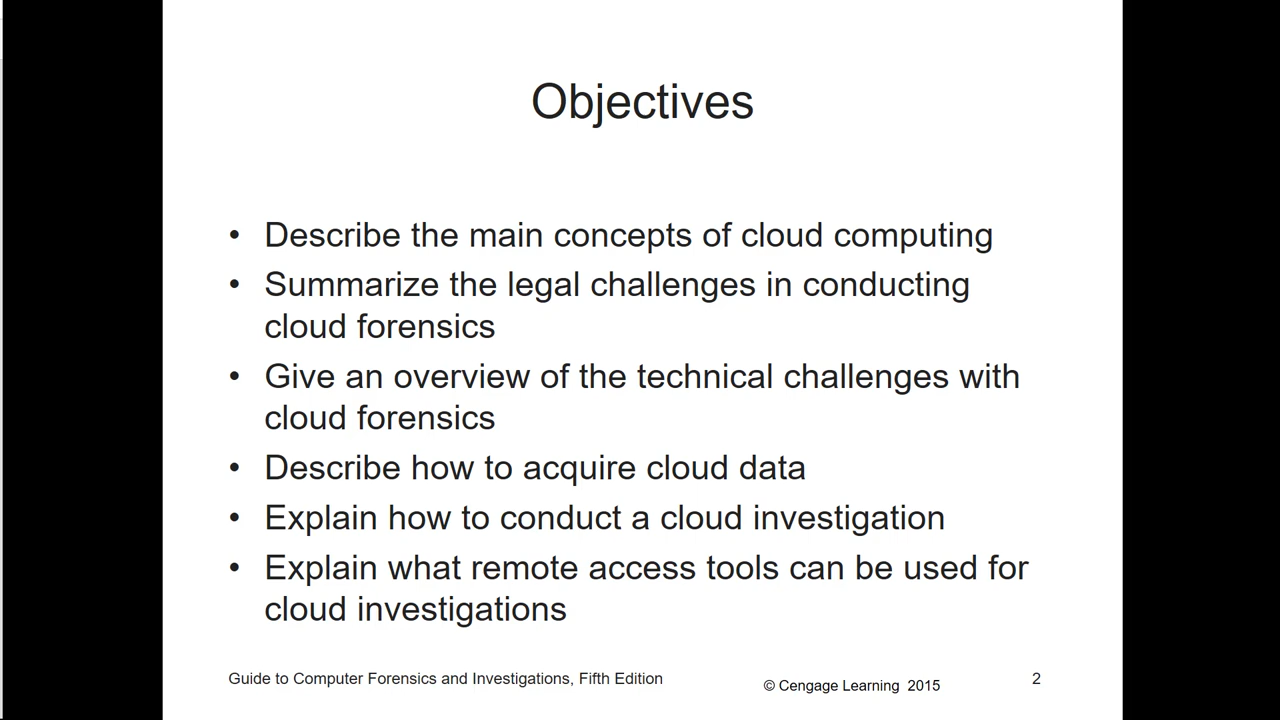 Objectives
• Describe the main concepts of cloud computing
• Summarize the legal challenges in conducting
cloud forensics
• Give an overview of the technical challenges with
cloud forensics
• Describe how to acquire cloud data
• Explain how to conduct a cloud investigation
• Explain what remote access tools can be used for
cloud investigations
Guide to Computer Forensics and Investigations, Fifth Edition
© Cengage Learning 2015
2